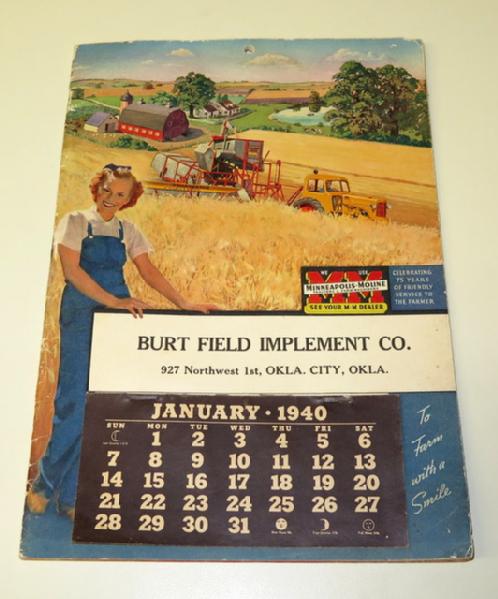 WE USE
MM
MINNEAPOLIS-MOLINE
SEE YOUR M-M DEALER
CELEBRATING
75 YEARS
OF FRIENDLY
SERVICE TO
THE FARMER
BURT FIELD IMPLEMENT CO.
927 Northwest 1st, OKLA. CITY, OKLA.
JANUARY · 1940
SUN MON TUE WED THU FRI SAT
1 2 3 4 5 6
7 8 9 10 11 12 13
14 15 16 17 18 19 20
21 22 23 24 25 26 27
28 29 30 31
To
Farm
with a
Smile